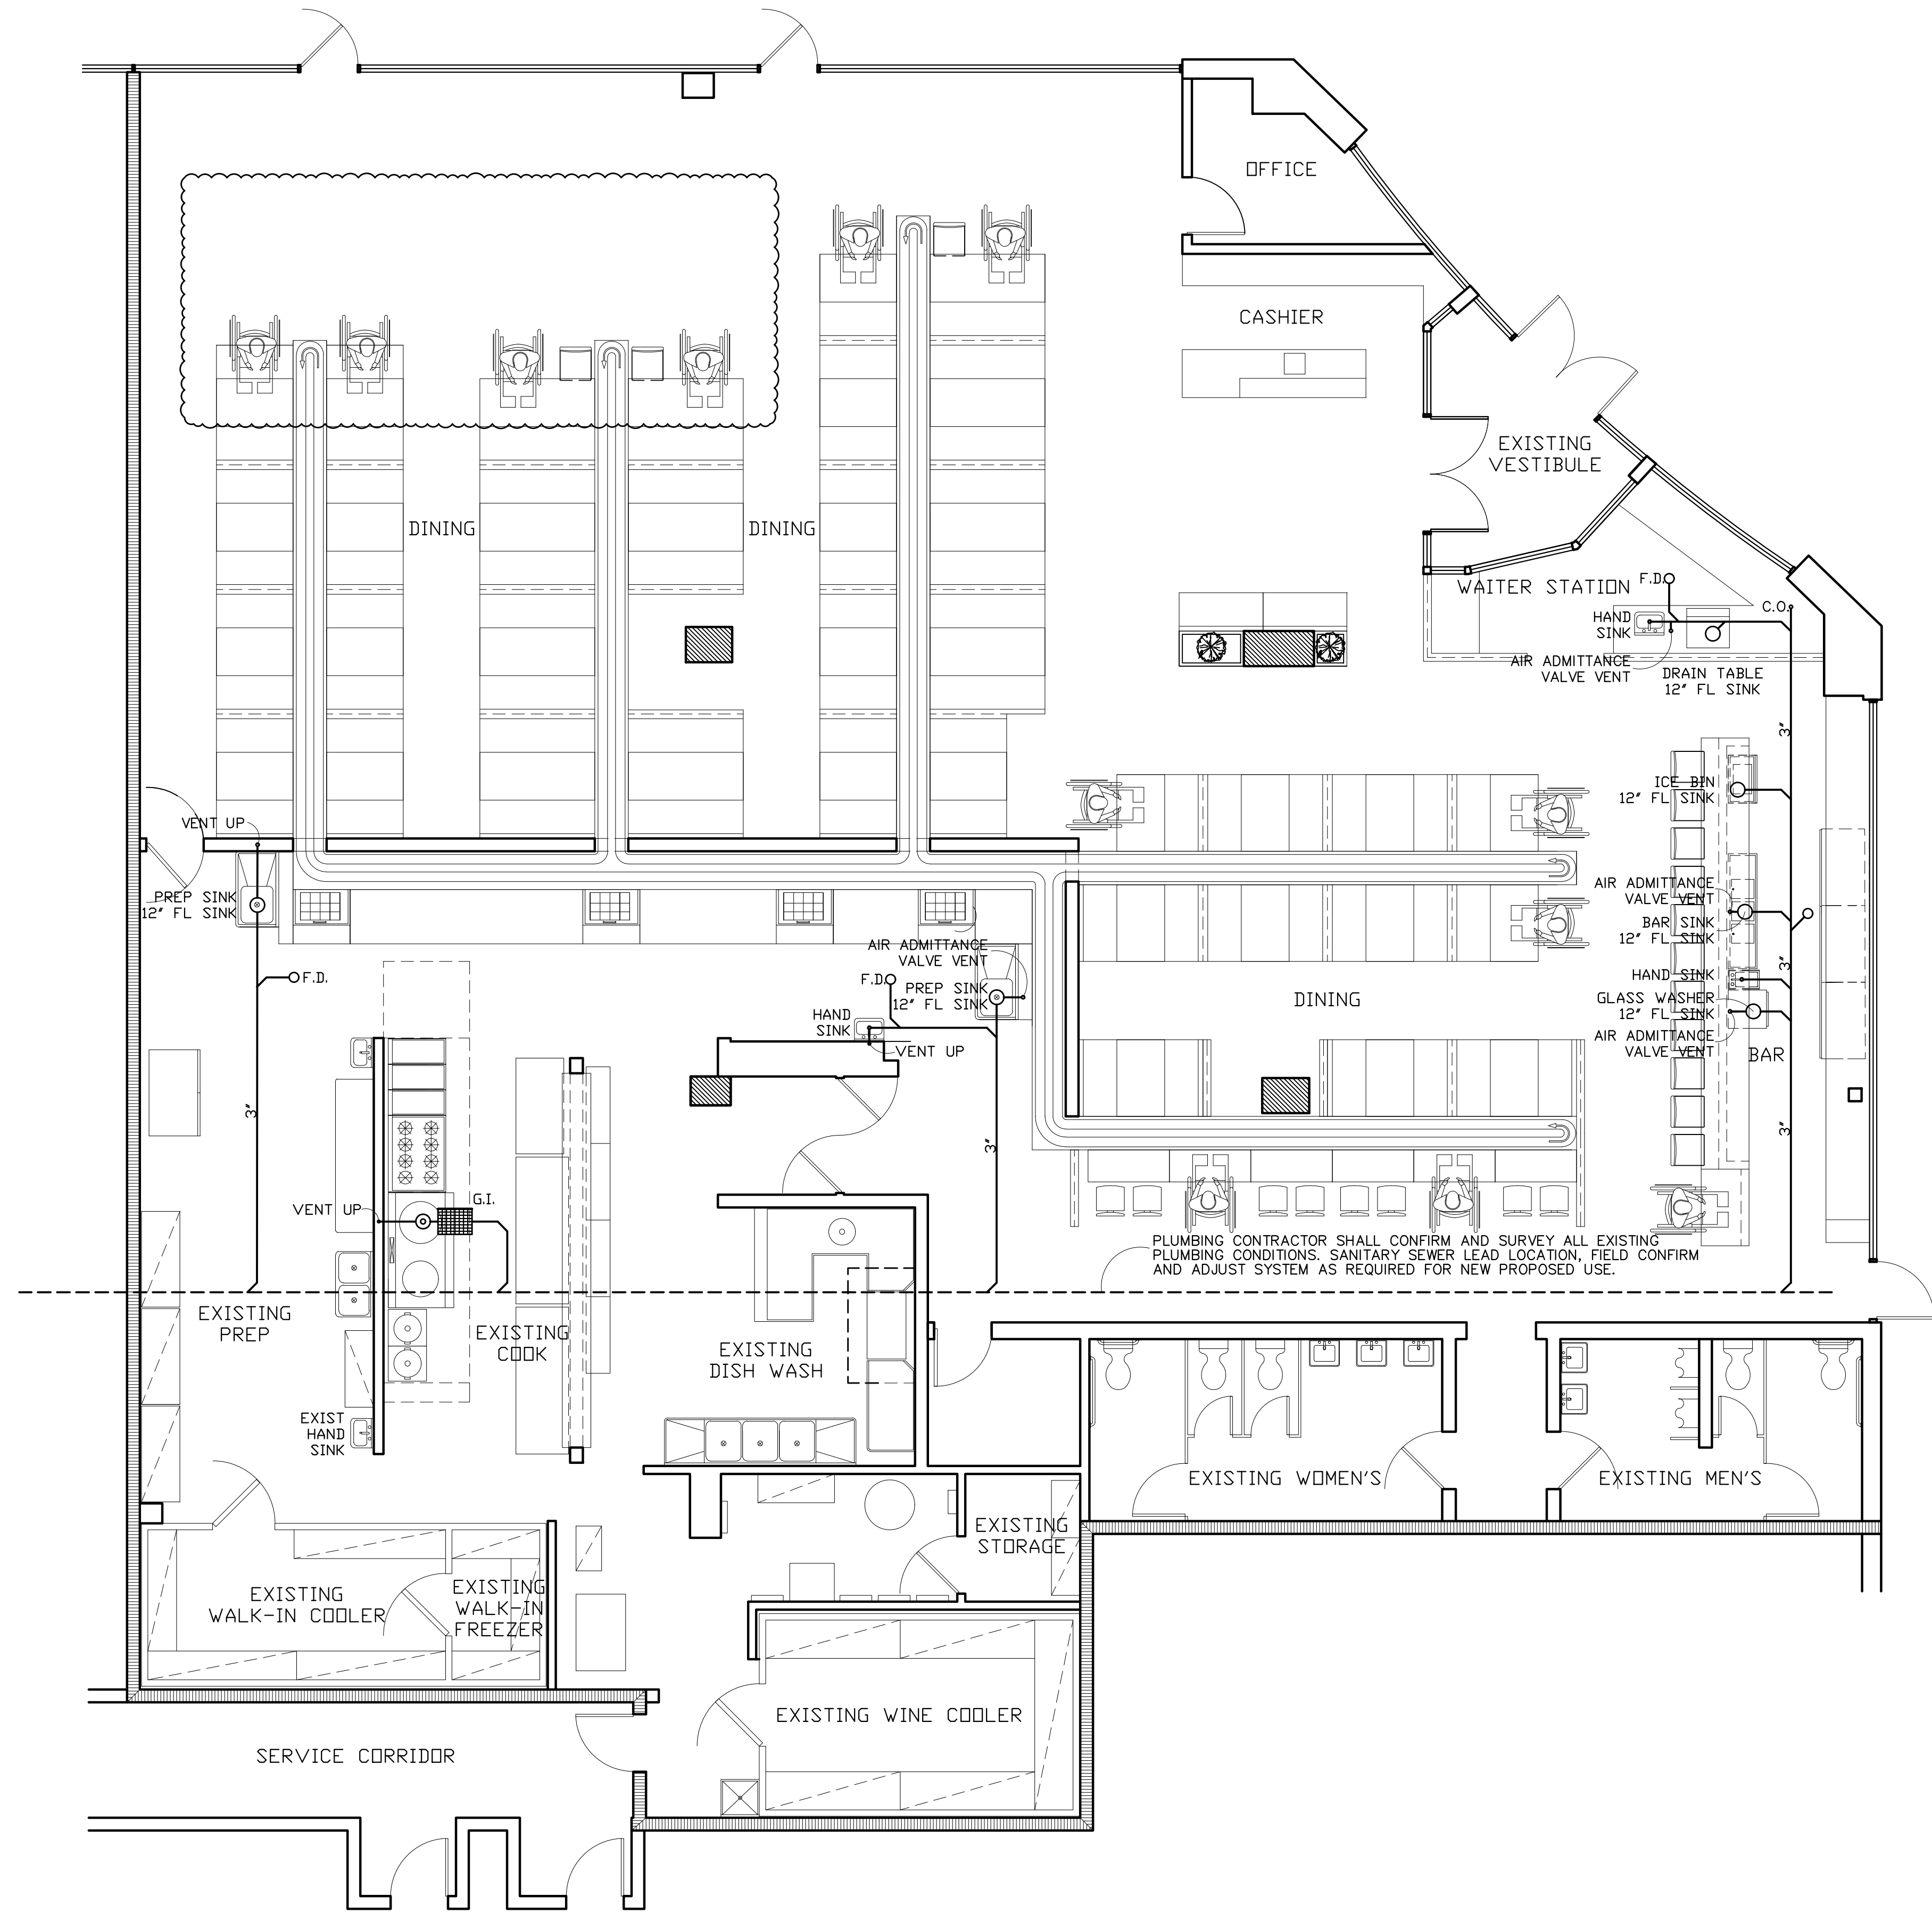 OFFICE
CASHIER
EXISTING
VESTIBULE
DINING
DINING
WAITER STATION
F.D.
C.O.
HAND
SINK
AIR ADMITTANCE
VALVE VENT
DRAIN TABLE
12" FL SINK
3"
ICE BIN
12" FL SINK
VENT UP
PREP SINK
12" FL SINK
AIR ADMITTANCE
VALVE VENT
BAR SINK
12" FL SINK
AIR ADMITTANCE
VALVE VENT
F.D.
F.D.
PREP SINK
12" FL SINK
3"
HAND SINK
DINING
GLASS WASHER
12" FL SINK
HAND
SINK
VENT UP
AIR ADMITTANCE
VALVE VENT
BAR
3"
3"
3"
VENT UP
G.I.
PLUMBING CONTRACTOR SHALL CONFIRM AND SURVEY ALL EXISTING
PLUMBING CONDITIONS. SANITARY SEWER LEAD LOCATION, FIELD CONFIRM
AND ADJUST SYSTEM AS REQUIRED FOR NEW PROPOSED USE.
EXISTING
PREP
EXISTING
COOK
EXISTING
DISH WASH
EXIST
HAND
SINK
EXISTING WOMEN'S
EXISTING MEN'S
EXISTING
STORAGE
EXISTING
WALK-IN COOLER
EXISTING
WALK-IN
FREEZER
EXISTING WINE COOLER
SERVICE CORRIDOR